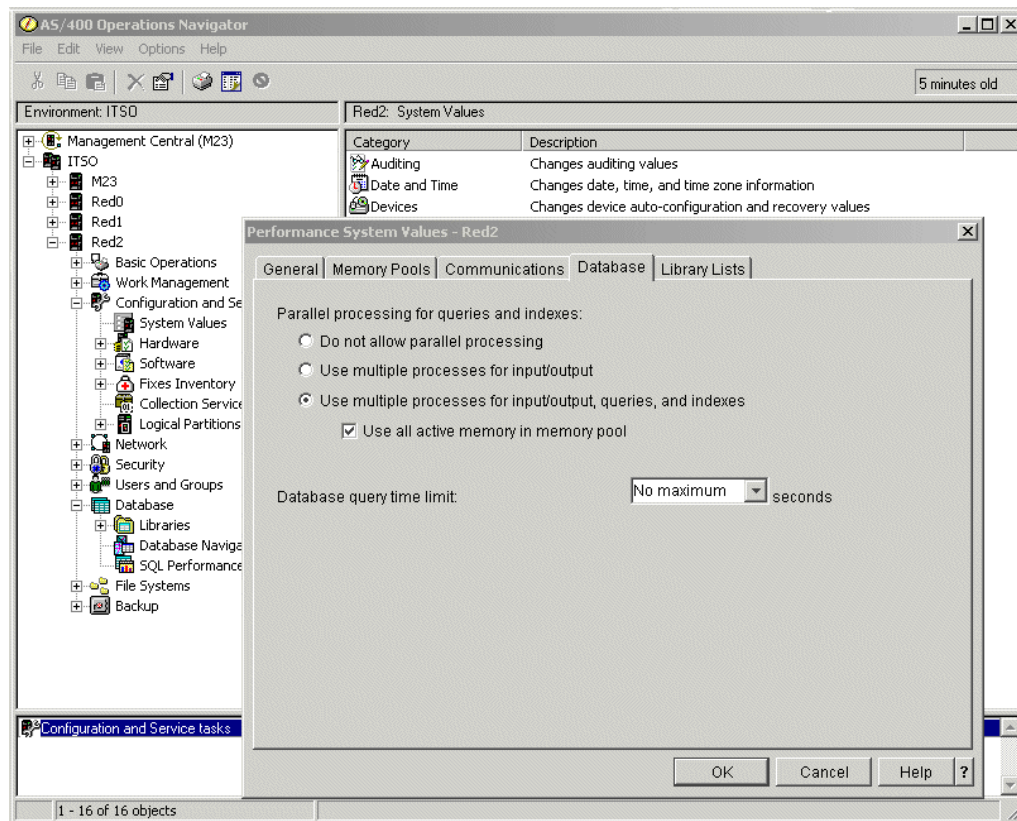 AS/400 Operations Navigator
File Edit View Options Help
5 minutes old
Environment: ITSO
Red2: System Values
Management Central (M23)
ITSO
M23
Red0
Red1
Red2
Basic Operations
Work Management
Configuration and Se
System Values
Hardware
Software
Fixes Inventory
Collection Service
Logical Partitions
Network
Security
Users and Groups
Database
Libraries
Database Naviga
SQL Performance
File Systems
Backup
Category Description
Auditing Changes auditing values
Date and Time Changes date, time, and time zone information
Devices Changes device auto-configuration and recovery values
Performance System Values - Red2
General Memory Pools Communications Database Library Lists
Parallel processing for queries and indexes:
Do not allow parallel processing
Use multiple processes for input/output
Use multiple processes for input/output, queries, and indexes
Use all active memory in memory pool
Database query time limit: No maximum seconds
OK Cancel Help ?
Configuration and Service tasks
1 - 16 of 16 objects